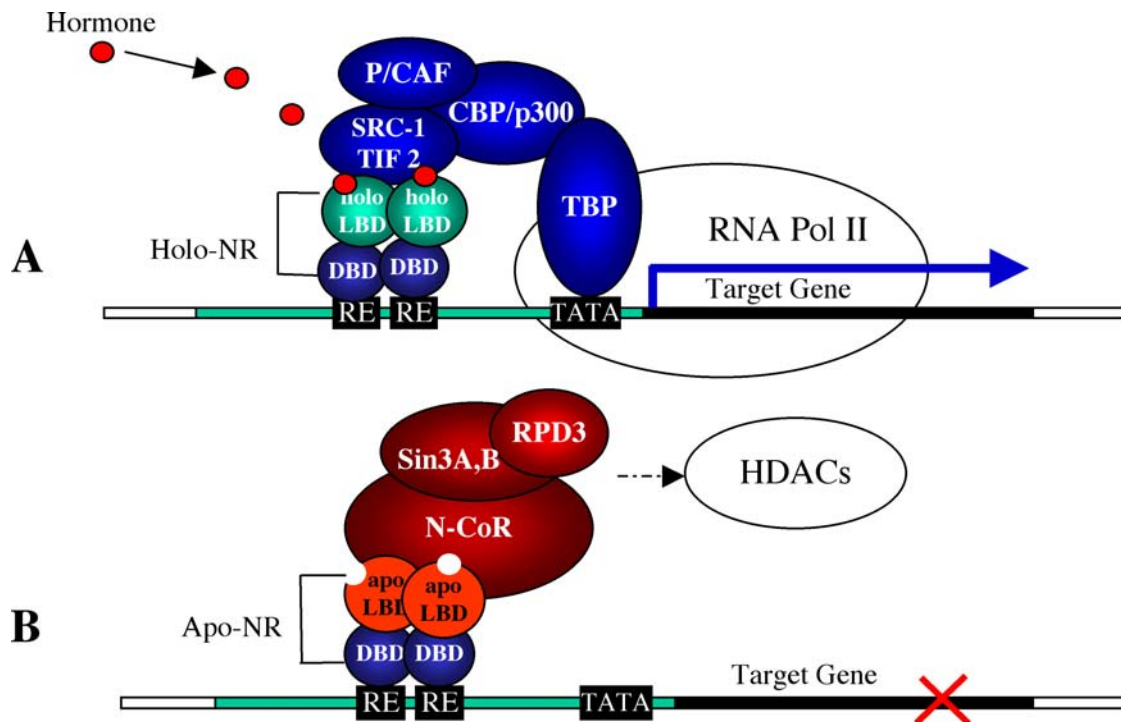 Hormone
P/CAF
CBP/p300
SRC-1
TIF 2
holo
LBD
holo
LBD
TBP
RNA Pol II
Holo-NR
A
DBD
DBD
Target Gene
RE
RE
TATA
RPD3
Sin3A,B
HDACs
N-CoR
apo
LBD
apo
LBD
B
Apo-NR
DBD
DBD
Target Gene
RE
RE
TATA